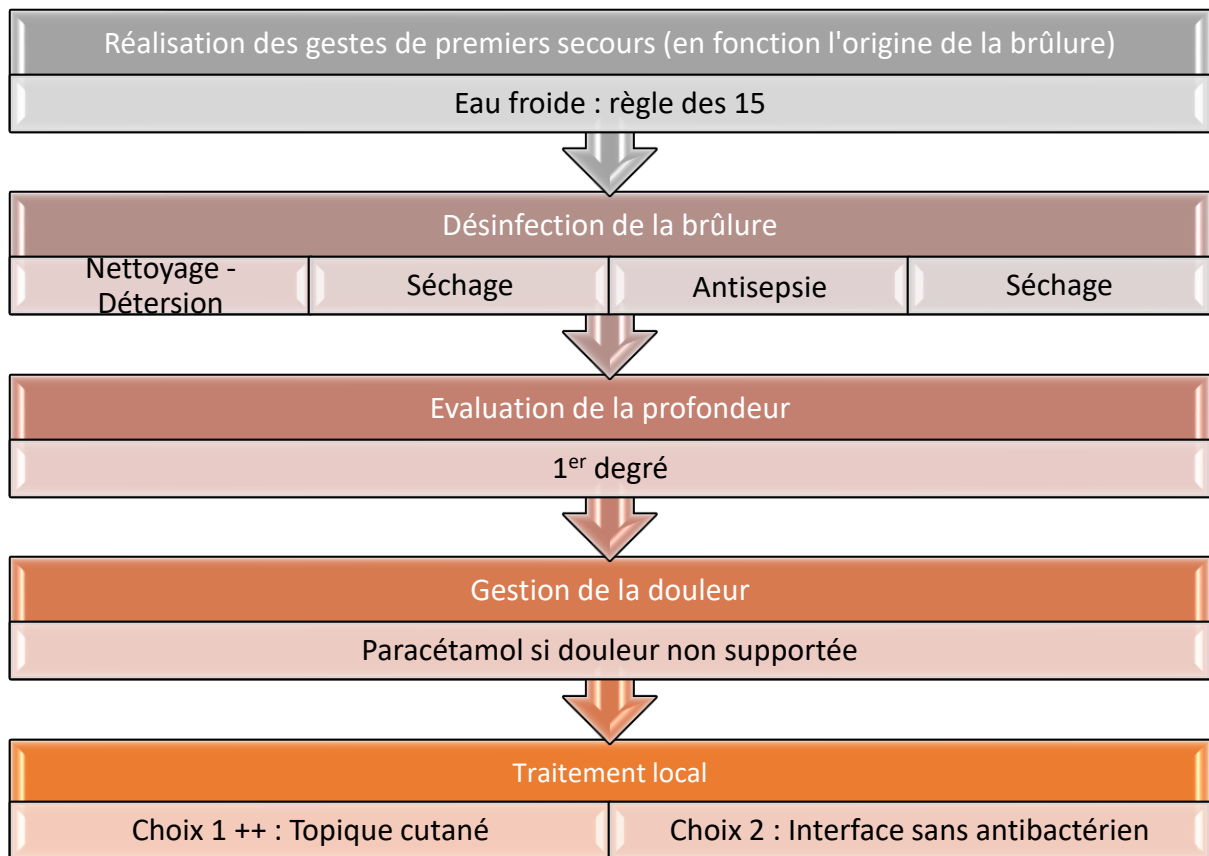 Réalisation des gestes de premiers secours (en fonction l'origine de la brûlure)
Eau froide : règle des 15
Désinfection de la brûlure
Nettoyage -
Détersion
Séchage
Antisepsie
Séchage
Evaluation de la profondeur
1er degré
Gestion de la douleur
Paracétamol si douleur non supportée
Traitement local
Choix 1 ++ : Topique cutané
Choix 2 : Interface sans antibactérien